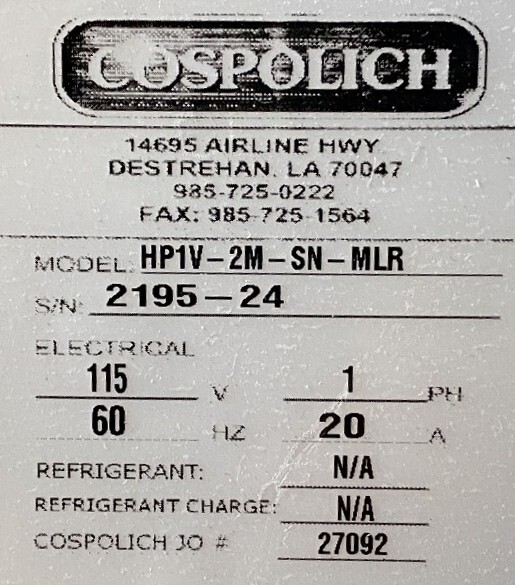 COSPOLICH
14695 AIRLINE HWY.
DESTREHAN, LA 70047
985-725-0222
FAX: 985-725-1564
MODEL: HP1V-2M-SN-MLR
S/N: 2195-24
ELECTRICAL
115 V 1 PH
60 HZ 20 A
REFRIGERANT: N/A
REFRIGERANT CHARGE: N/A
COSPOLICH JO # 27092